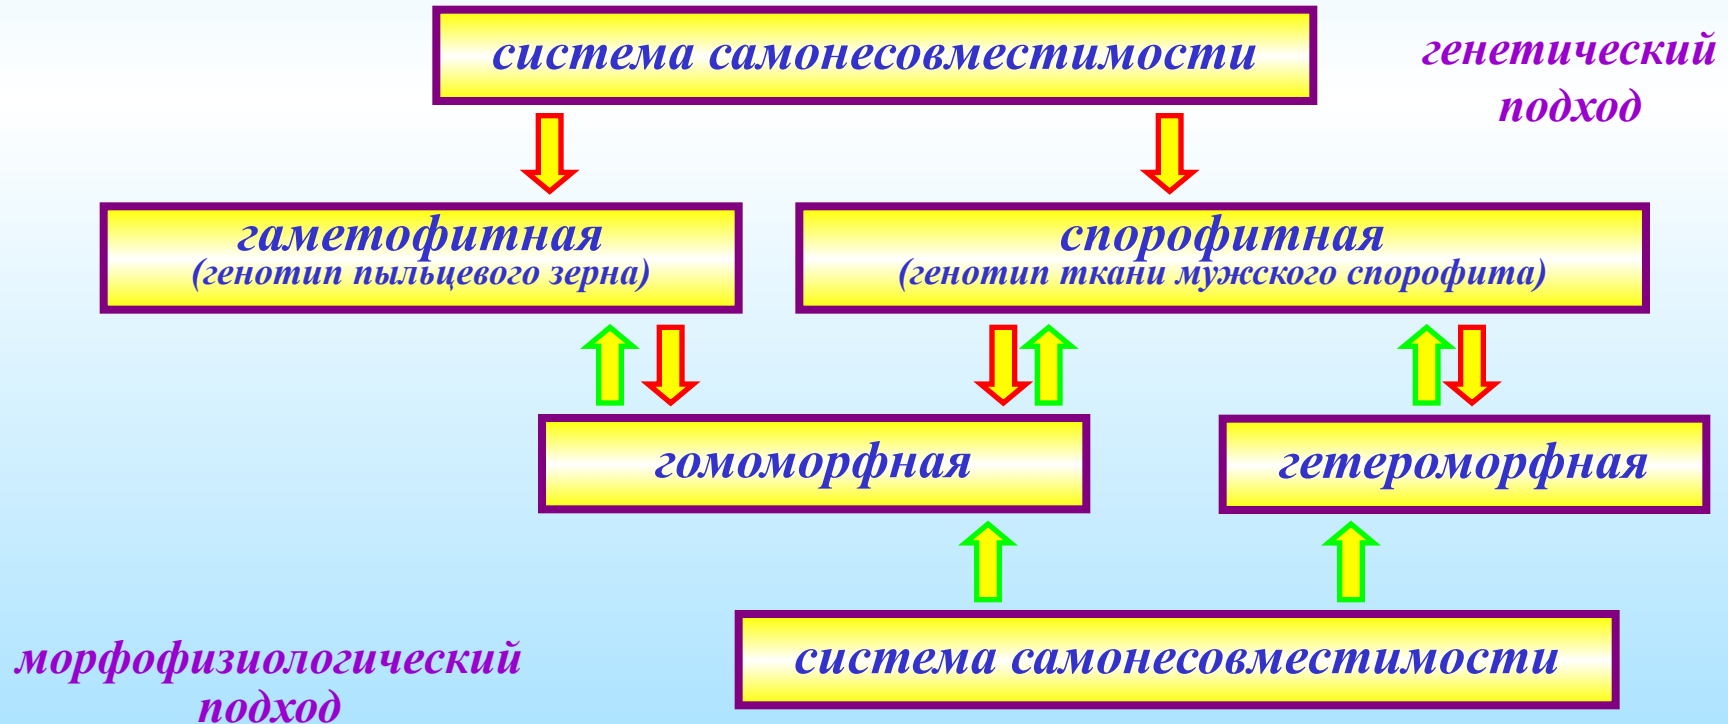 система самонесовместимости
генетический
подход
гаметофитная
(генотип пыльцевого зерна)
спорофитная
(генотип ткани мужского спорофита)
гомоморфная
гетероморфная
система самонесовместимости
морфофизиологический
подход